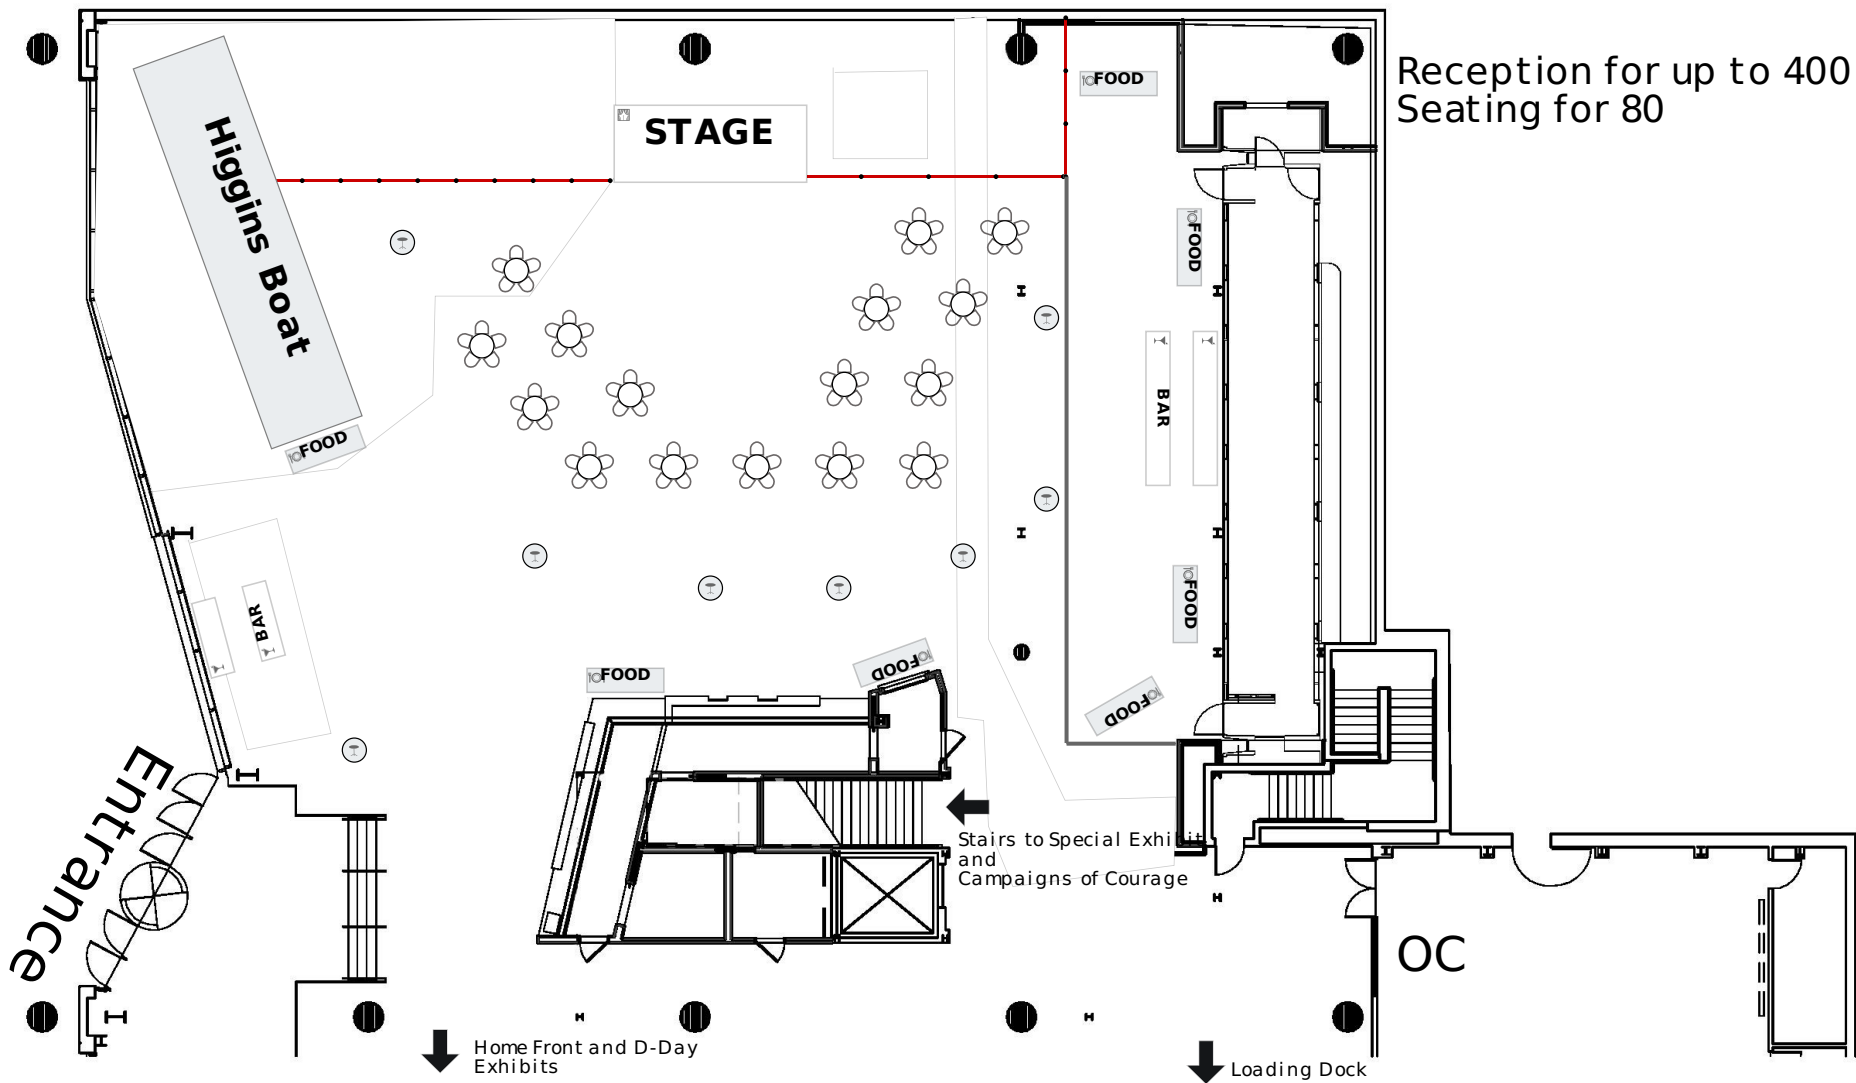 Reception for up to 400
Seating for 80
FOOD
STAGE
Higgins Boat
FOOD
BAR
FOOD
BAR
FOOD
FOOD
FOOD
FOOD
Entrance
Stairs to Special Exhibit
and
Campaigns of Courage
OC
Home Front and D-Day
Exhibits
Loading Dock